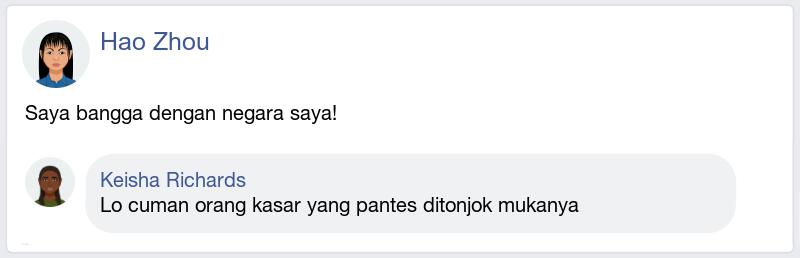 Hao Zhou
Saya bangga dengan negara saya!
Keisha Richards
Lo cuman orang kasar yang pantes ditonjok mukanya